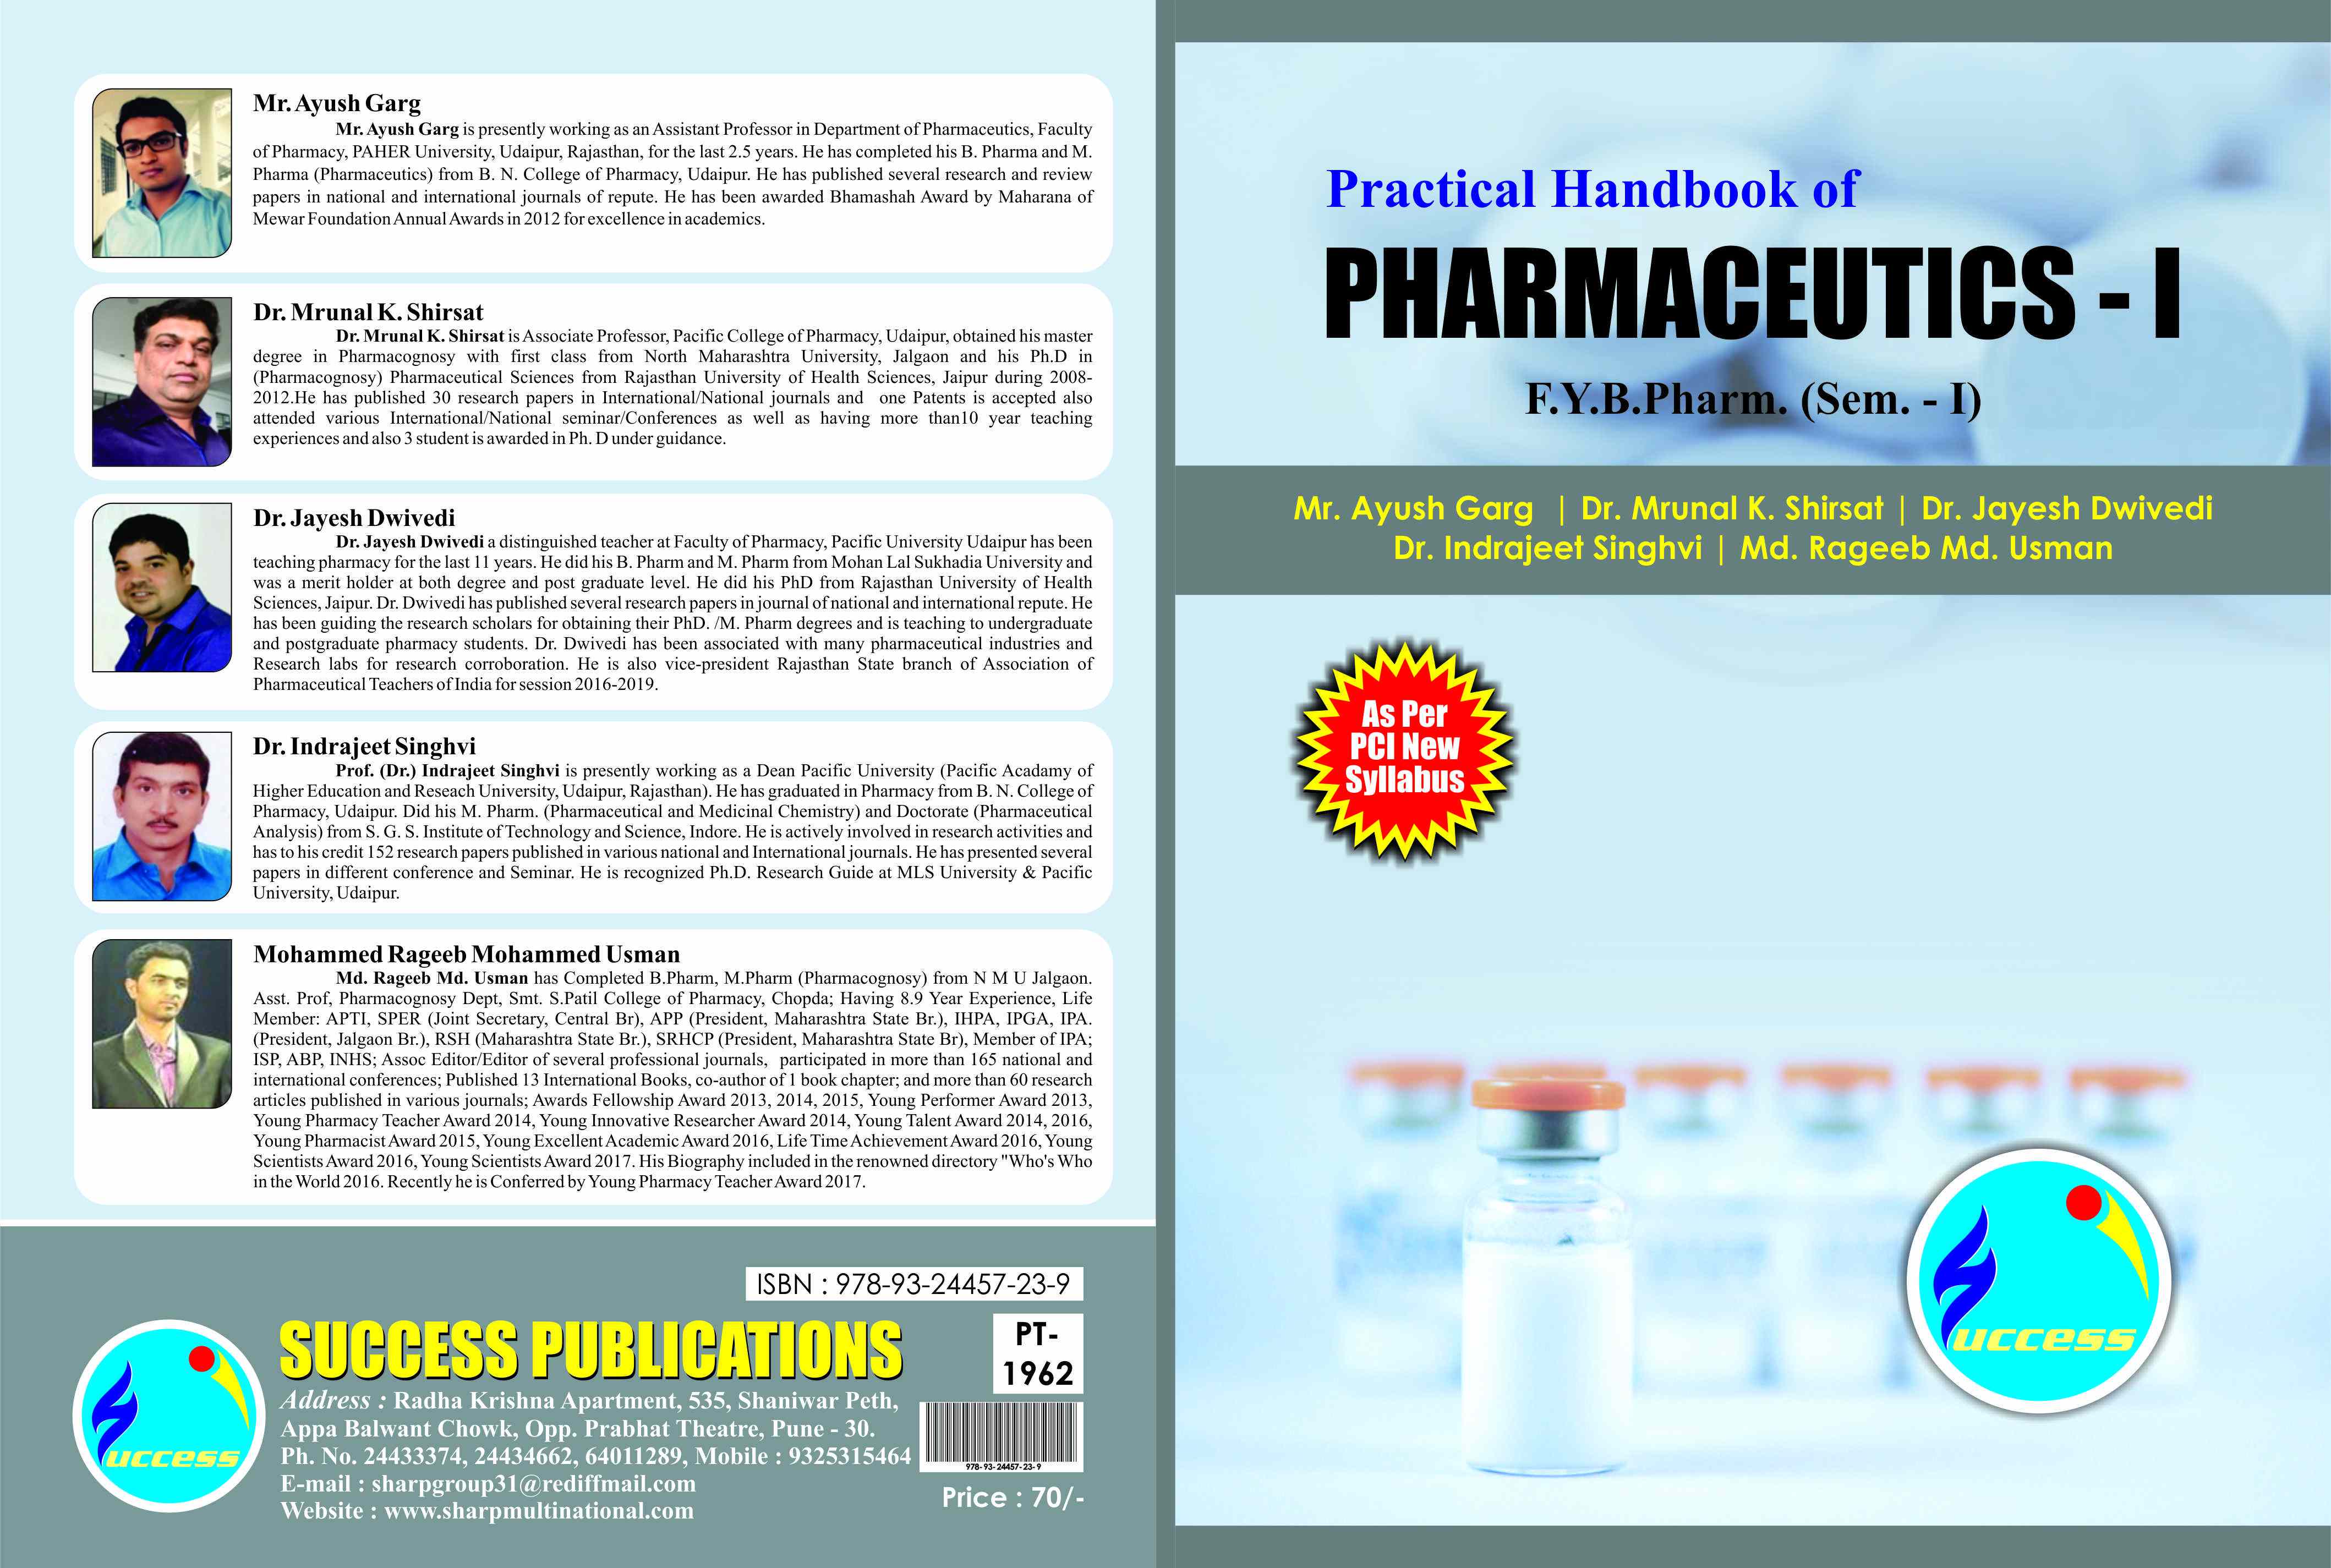 Mr. Ayush Garg
Mr. Ayush Garg is presently working as an Assistant Professor in Department of Pharmaceutics, Faculty
of Pharmacy, PAHER University, Udaipur, Rajasthan, for the last 2.5 years. He has completed his B. Pharma and M.
Pharma (Pharmaceutics) from B. N. College of Pharmacy, Udaipur. He has published several research and review
papers in national and international journals of repute. He has been awarded Bhamashah Award by Maharana of
Mewar Foundation Annual Awards in 2012 for excellence in academics.
Dr. Mrunal K. Shirsat
Dr. Mrunal K. Shirsat is Associate Professor, Pacific College of Pharmacy, Udaipur, obtained his master
degree in Pharmacognosy with first class from North Maharashtra University, Jalgaon and his Ph.D in
(Pharmacognosy) Pharmaceutical Sciences from Rajasthan University of Health Sciences, Jaipur during 2008-
2012.He has published 30 research papers in International/National journals and one Patents is accepted also
attended various International/National seminar/Conferences as well as having more than10 year teaching
experiences and also 3 student is awarded in Ph. D under guidance.
Dr. Jayesh Dwivedi
Dr. Jayesh Dwivedi a distinguished teacher at Faculty of Pharmacy, Pacific University Udaipur has been
teaching pharmacy for the last 11 years. He did his B. Pharm and M. Pharm from Mohan Lal Sukhadia University and
was a merit holder at both degree and post graduate level. He did his PhD from Rajasthan University of Health
Sciences, Jaipur. Dr. Dwivedi has published several research papers in journal of national and international repute. He
has been guiding the research scholars for obtaining their PhD. /M. Pharm degrees and is teaching to undergraduate
and postgraduate pharmacy students. Dr. Dwivedi has been associated with many pharmaceutical industries and
Research labs for research corroboration. He is also vice-president Rajasthan State branch of Association of
Pharmaceutical Teachers of India for session 2016-2019.
Dr. Indrajeet Singhvi
Prof. (Dr.) Indrajeet Singhvi is presently working as a Dean Pacific University (Pacific Acadamy of
Higher Education and Reseach University, Udaipur, Rajasthan). He has graduated in Pharmacy from B. N. College of
Pharmacy, Udaipur. Did his M. Pharm. (Pharmaceutical and Medicinal Chemistry) and Doctorate (Pharmaceutical
Analysis) from S. G. S. Institute of Technology and Science, Indore. He is actively involved in research activities and
has to his credit 152 research papers published in various national and International journals. He has presented several
papers in different conference and Seminar. He is recognized Ph.D. Research Guide at MLS University & Pacific
University, Udaipur.
Mohammed Rageeb Mohammed Usman
Md. Rageeb Md. Usman has Completed B.Pharm, M.Pharm (Pharmacognosy) from N M U Jalgaon.
Asst. Prof, Pharmacognosy Dept, Smt. S.Patil College of Pharmacy, Chopda; Having 8.9 Year Experience, Life
Member: APTI, SPER (Joint Secretary, Central Br), APP (President, Maharashtra State Br.), IHPA, IPGA, IPA.
(President, Jalgaon Br.), RSH (Maharashtra State Br.), SRHCP (President, Maharashtra State Br), Member of IPA;
ISP, ABP, INHS; Assoc Editor/Editor of several professional journals, participated in more than 165 national and
international conferences; Published 13 International Books, co-author of 1 book chapter; and more than 60 research
articles published in various journals; Awards Fellowship Award 2013, 2014, 2015, Young Performer Award 2013,
Young Pharmacy Teacher Award 2014, Young Innovative Researcher Award 2014, Young Talent Award 2014, 2016,
Young Pharmacist Award 2015, Young Excellent Academic Award 2016, Life Time Achievement Award 2016, Young
Scientists Award 2016, Young Scientists Award 2017. His Biography included in the renowned directory "Who's Who
in the World 2016. Recently he is Conferred by Young Pharmacy Teacher Award 2017.
ISBN : 978-93-24457-23-9
SUCCESS PUBLICATIONS
Address : Radha Krishna Apartment, 535, Shaniwar Peth,
Appa Balwant Chowk, Opp. Prabhat Theatre, Pune - 30.
Ph. No. 24433374, 24434662, 64011289, Mobile : 9325315464
E-mail : sharpgroup31@rediffmail.com
Website : www.sharpmultinational.com
PT-
1962
978-93-24457-23-9
Price : 70/-
Success
Practical Handbook of
PHARMACEUTICS - I
F.Y.B.Pharm. (Sem. - I)
Mr. Ayush Garg | Dr. Mrunal K. Shirsat | Dr. Jayesh Dwivedi
Dr. Indrajeet Singhvi | Md. Rageeb Md. Usman
As Per
PCI New
Syllabus
Success